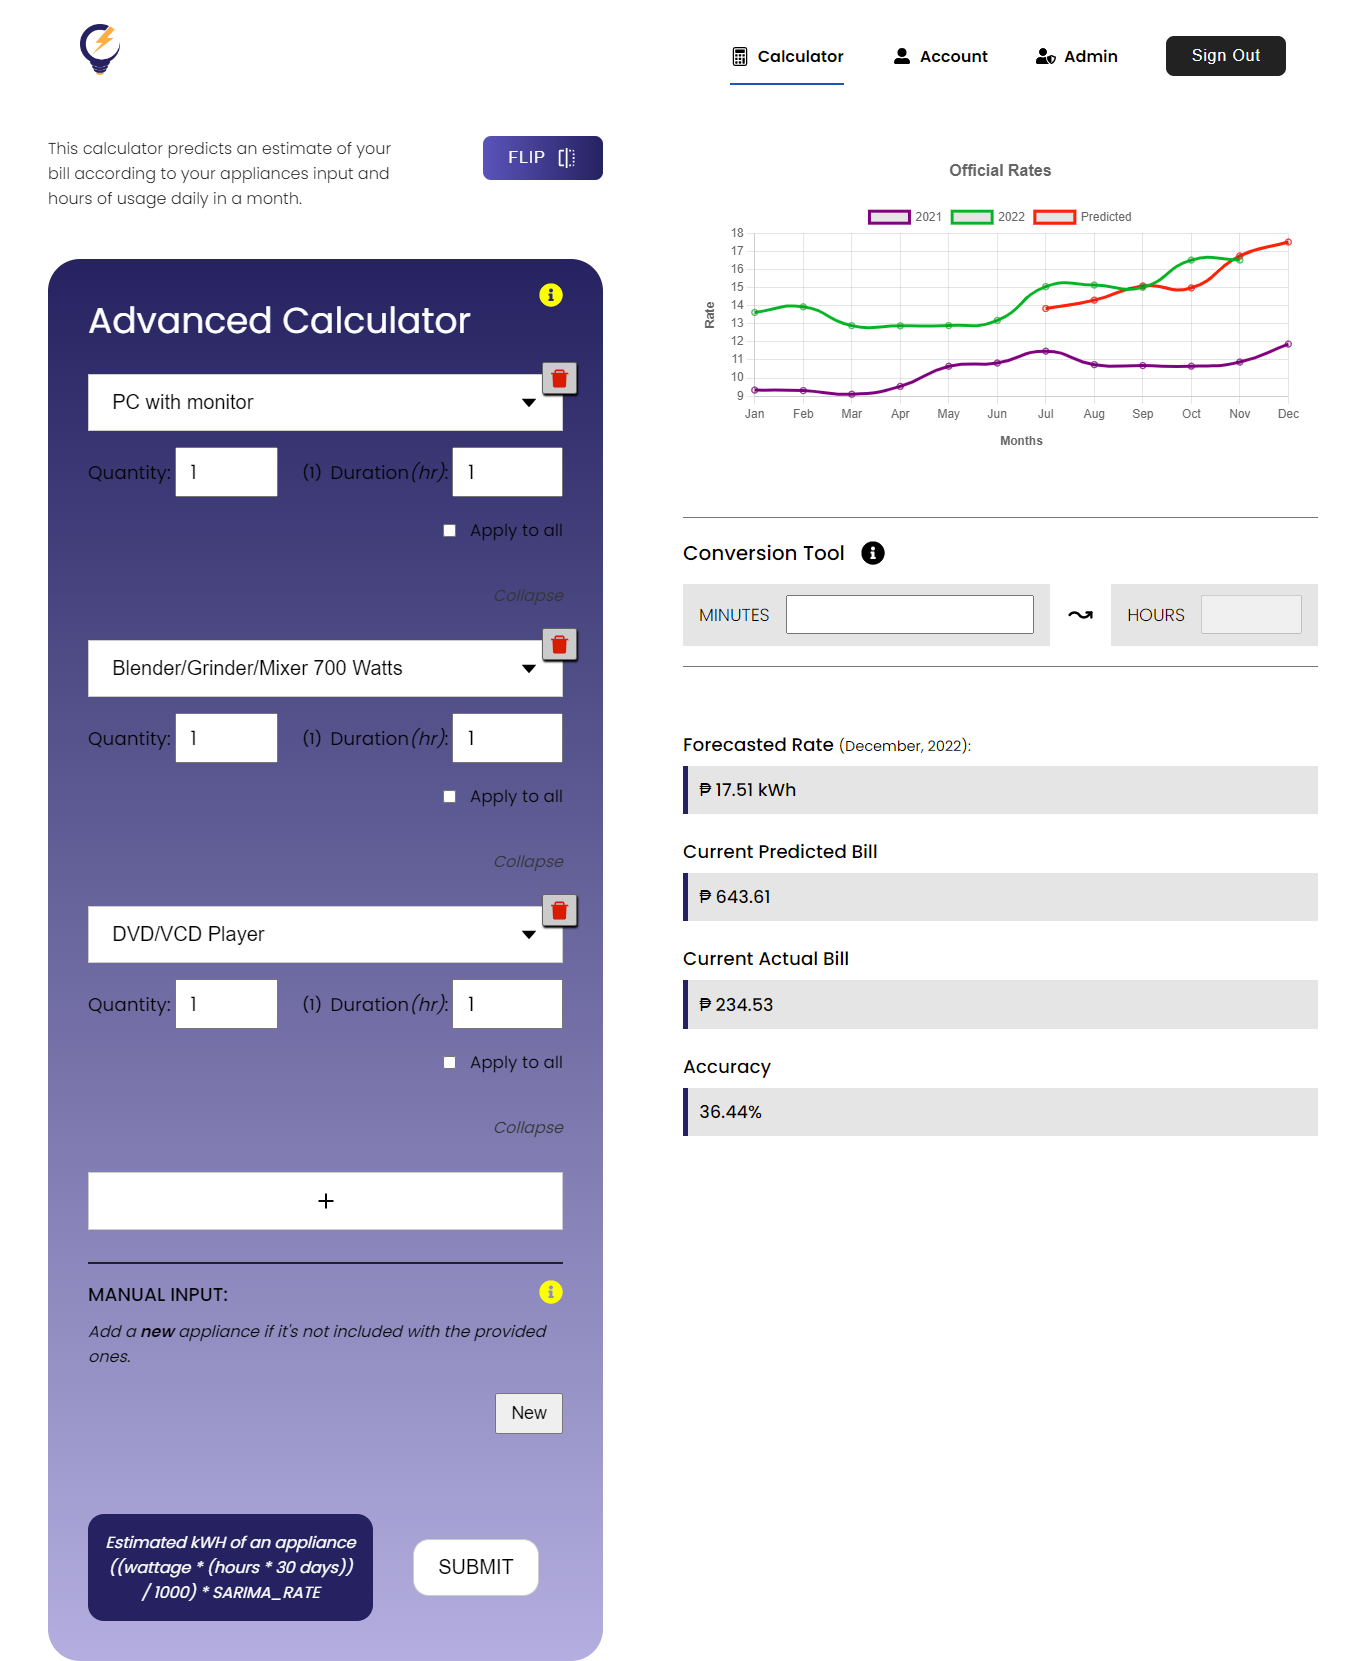 Calculator
Account
Admin
Sign Out
This calculator predicts an estimate of your
bill according to your appliances input and
hours of usage daily in a month.
FLIP
Advanced Calculator
PC with monitor
Quantity: 1 (1) Duration(hr): 1
Apply to all
Collapse
Blender/Grinder/Mixer 700 Watts
Quantity: 1 (1) Duration(hr): 1
Apply to all
Collapse
DVD/VCD Player
Quantity: 1 (1) Duration(hr): 1
Apply to all
Collapse
+
MANUAL INPUT:
Add a new appliance if it's not included with the provided
ones.
New
Estimated kWH of an appliance
((wattage * (hours * 30 days))
/ 1000) * SARIMA_RATE
SUBMIT
Official Rates
2021 2022 Predicted
18
17
16
15
14
13
12
11
10
9
Rate
Jan Feb Mar Apr May Jun Jul Aug Sep Oct Nov Dec
Months
Conversion Tool
MINUTES
HOURS
Forecasted Rate (December, 2022):
₱ 17.51 kWh
Current Predicted Bill
₱ 643.61
Current Actual Bill
₱ 234.53
Accuracy
36.44%